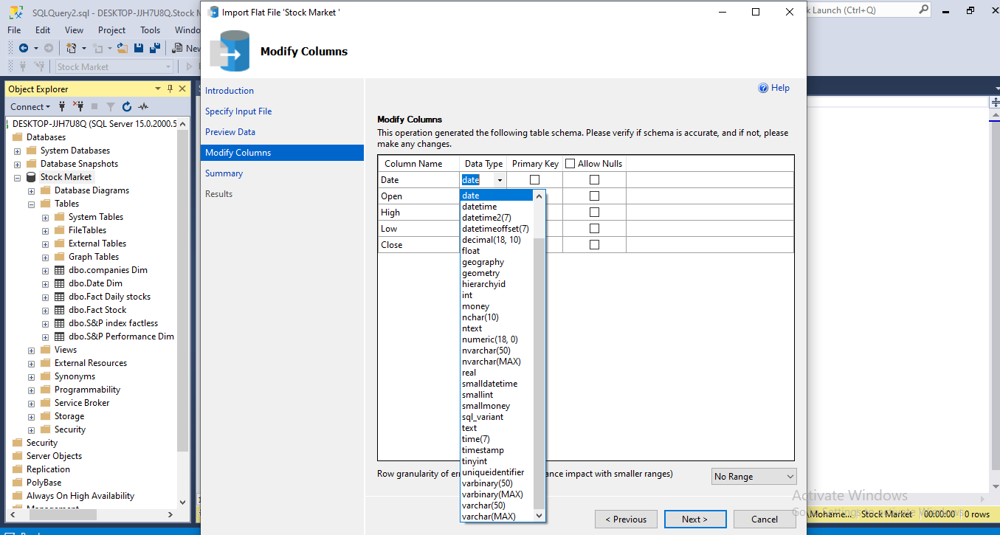 SQLQuery2.sql - DESKTOP-JJH7U8Q.Stock M
Import Flat File 'Stock Market '
k Launch (Ctrl+Q)
File Edit View Project Tools Windo
Modify Columns
New
Stock Market
Object Explorer
Connect
DESKTOP-JJH7U8Q (SQL Server 15.0.2000.5
Databases
System Databases
Database Snapshots
Stock Market
Database Diagrams
Tables
System Tables
FileTables
External Tables
Graph Tables
dbo.companies Dim
dbo.Date Dim
dbo.Fact Daily stocks
dbo.Fact Stock
dbo.S&P index factless
dbo.S&P Performance Dim
Views
External Resources
Synonyms
Programmability
Service Broker
Storage
Security
Security
Server Objects
Replication
PolyBase
Always On High Availability
Management
Introduction
Specify Input File
Preview Data
Modify Columns
Summary
Results
Help
Modify Columns
This operation generated the following table schema. Please verify if schema is accurate, and if not, please
make any changes.
Column Name Data Type Primary Key Allow Nulls
Date date
Open
High
Low
Close
date
datetime
datetime2(7)
datetimeoffset(7)
decimal(18, 10)
float
geography
geometry
hierarchyid
int
money
nchar(10)
ntext
numeric(18, 0)
nvarchar(50)
nvarchar(MAX)
real
smalldatetime
smallint
smallmoney
sql_variant
text
time(7)
timestamp
tinyint
uniqueidentifier
varbinary(50)
varbinary(MAX)
varchar(50)
varchar(MAX)
Row granularity of er ance impact with smaller ranges) No Range
< Previous Next > Cancel
Activate Windows
Go to Settings to activate Windows.
\Mohame... Stock Market 00:00:00 0 rows